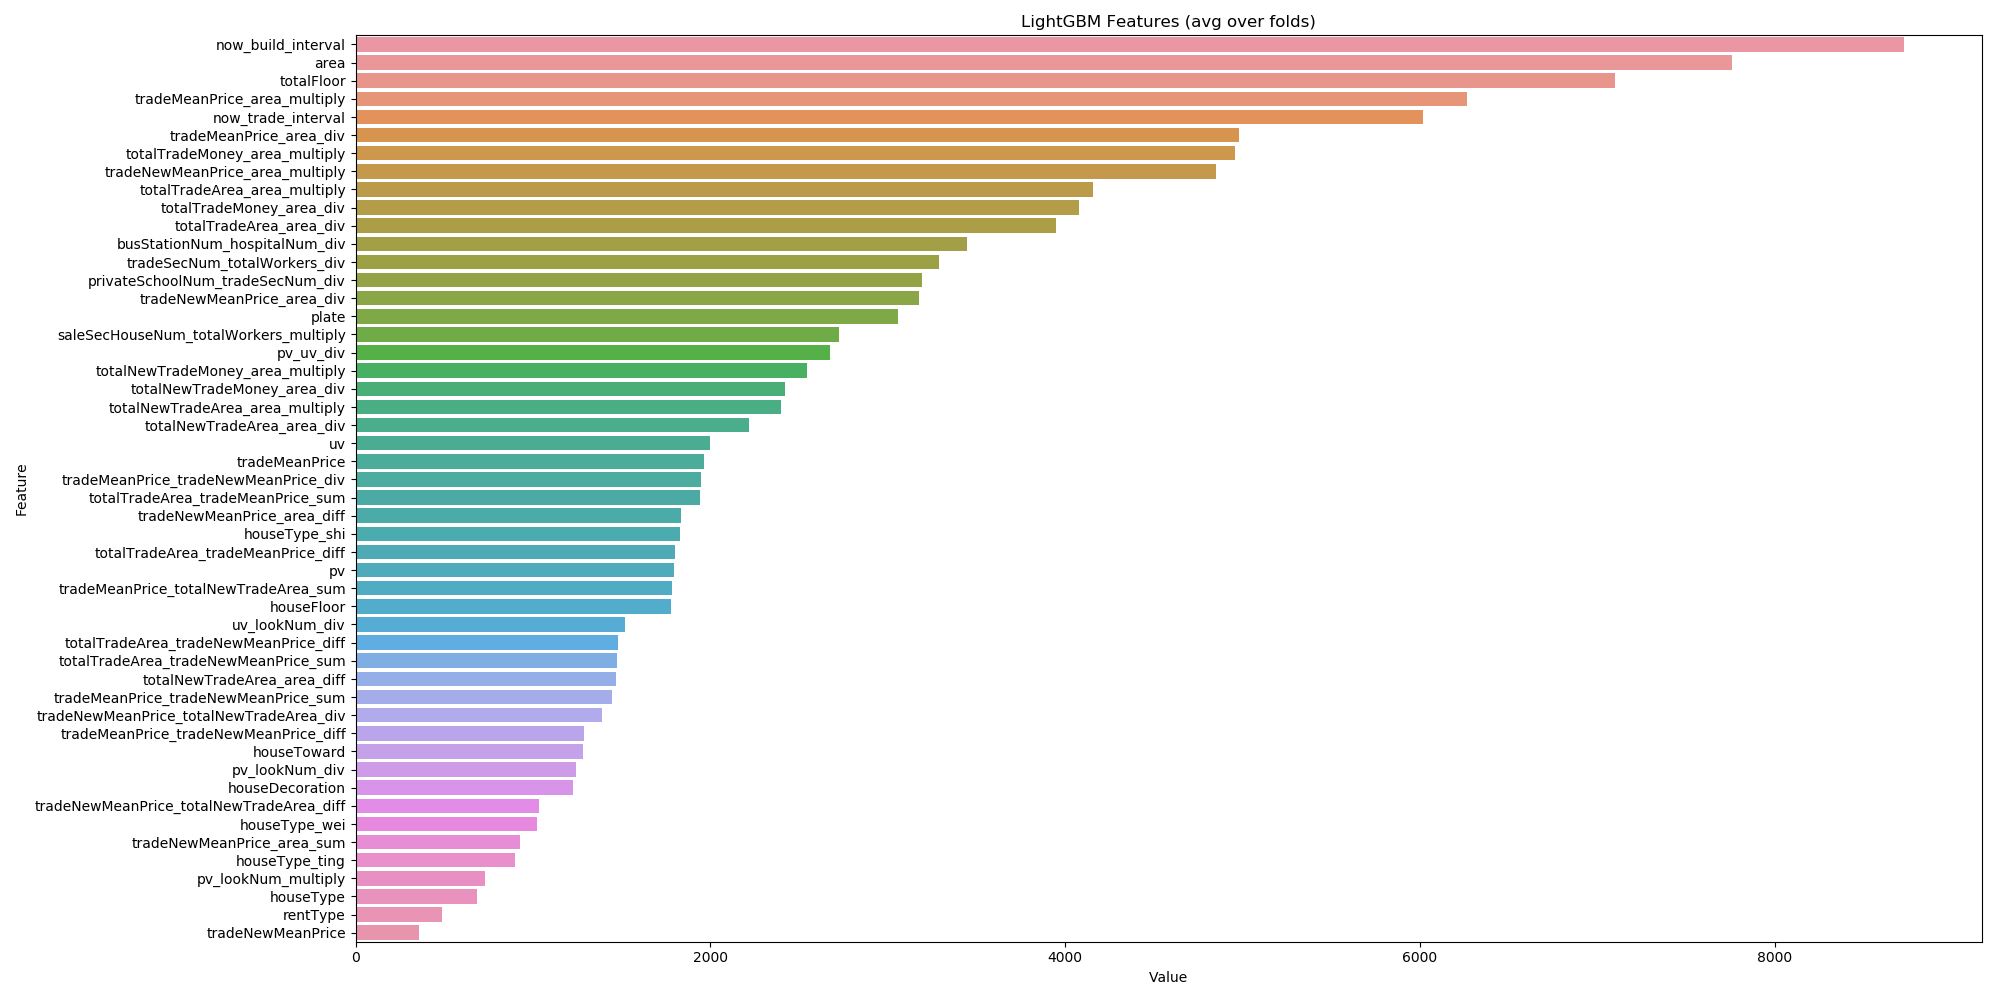 LightGBM Features (avg over folds)
now_build_interval
area
totalFloor
tradeMeanPrice_area_multiply
now_trade_interval
tradeMeanPrice_area_div
totalTradeMoney_area_multiply
tradeNewMeanPrice_area_multiply
totalTradeArea_area_multiply
totalTradeMoney_area_div
totalTradeArea_area_div
busStationNum_hospitalNum_div
tradeSecNum_totalWorkers_div
privateSchoolNum_tradeSecNum_div
tradeNewMeanPrice_area_div
plate
saleSecHouseNum_totalWorkers_multiply
pv_uv_div
totalNewTradeMoney_area_multiply
totalNewTradeMoney_area_div
totalNewTradeArea_area_multiply
totalNewTradeArea_area_div
uv
tradeMeanPrice
tradeMeanPrice_tradeNewMeanPrice_div
totalTradeArea_tradeMeanPrice_sum
tradeNewMeanPrice_area_diff
houseType_shi
totalTradeArea_tradeMeanPrice_diff
pv
tradeMeanPrice_totalNewTradeArea_sum
houseFloor
uv_lookNum_div
totalTradeArea_tradeNewMeanPrice_diff
totalTradeArea_tradeNewMeanPrice_sum
totalNewTradeArea_area_diff
tradeMeanPrice_tradeNewMeanPrice_sum
tradeNewMeanPrice_totalNewTradeArea_div
tradeMeanPrice_tradeNewMeanPrice_diff
houseToward
pv_lookNum_div
houseDecoration
tradeNewMeanPrice_totalNewTradeArea_diff
houseType_wei
tradeNewMeanPrice_area_sum
houseType_ting
pv_lookNum_multiply
houseType
rentType
tradeNewMeanPrice
Feature
0 2000 4000 6000 8000
Value